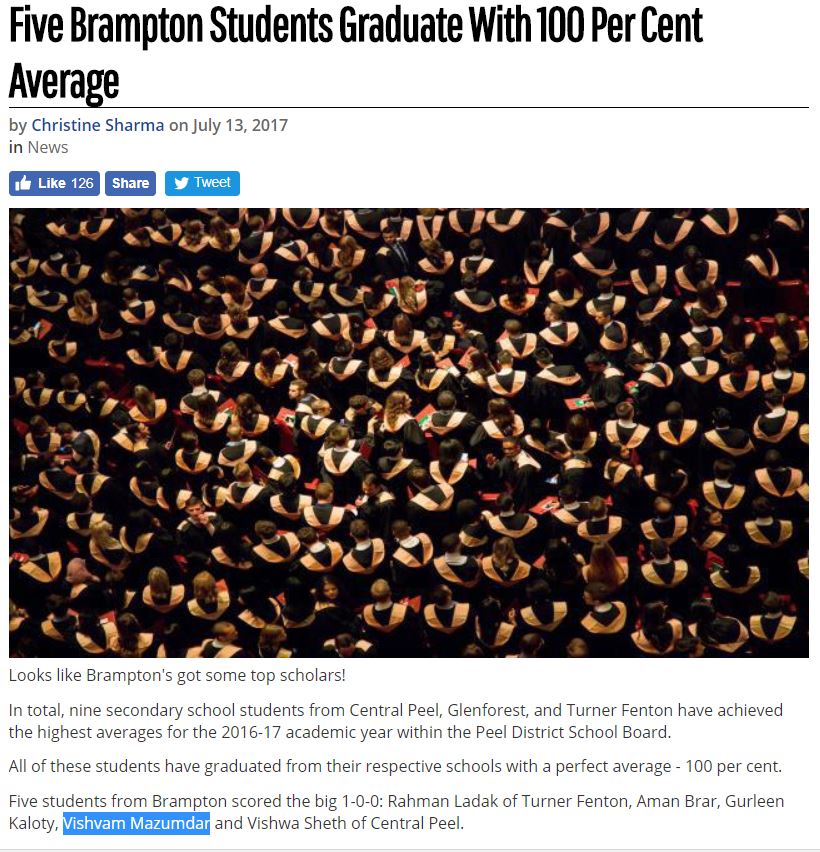 Five Brampton Students Graduate With 100 Per Cent
Average
by Christine Sharma on July 13, 2017
in News
Like 126 Share Tweet
Looks like Brampton's got some top scholars!
In total, nine secondary school students from Central Peel, Glenforest, and Turner Fenton have achieved
the highest averages for the 2016-17 academic year within the Peel District School Board.
All of these students have graduated from their respective schools with a perfect average - 100 per cent.
Five students from Brampton scored the big 1-0-0: Rahman Ladak of Turner Fenton, Aman Brar, Gurleen
Kaloty, Vishvam Mazumdar and Vishwa Sheth of Central Peel.